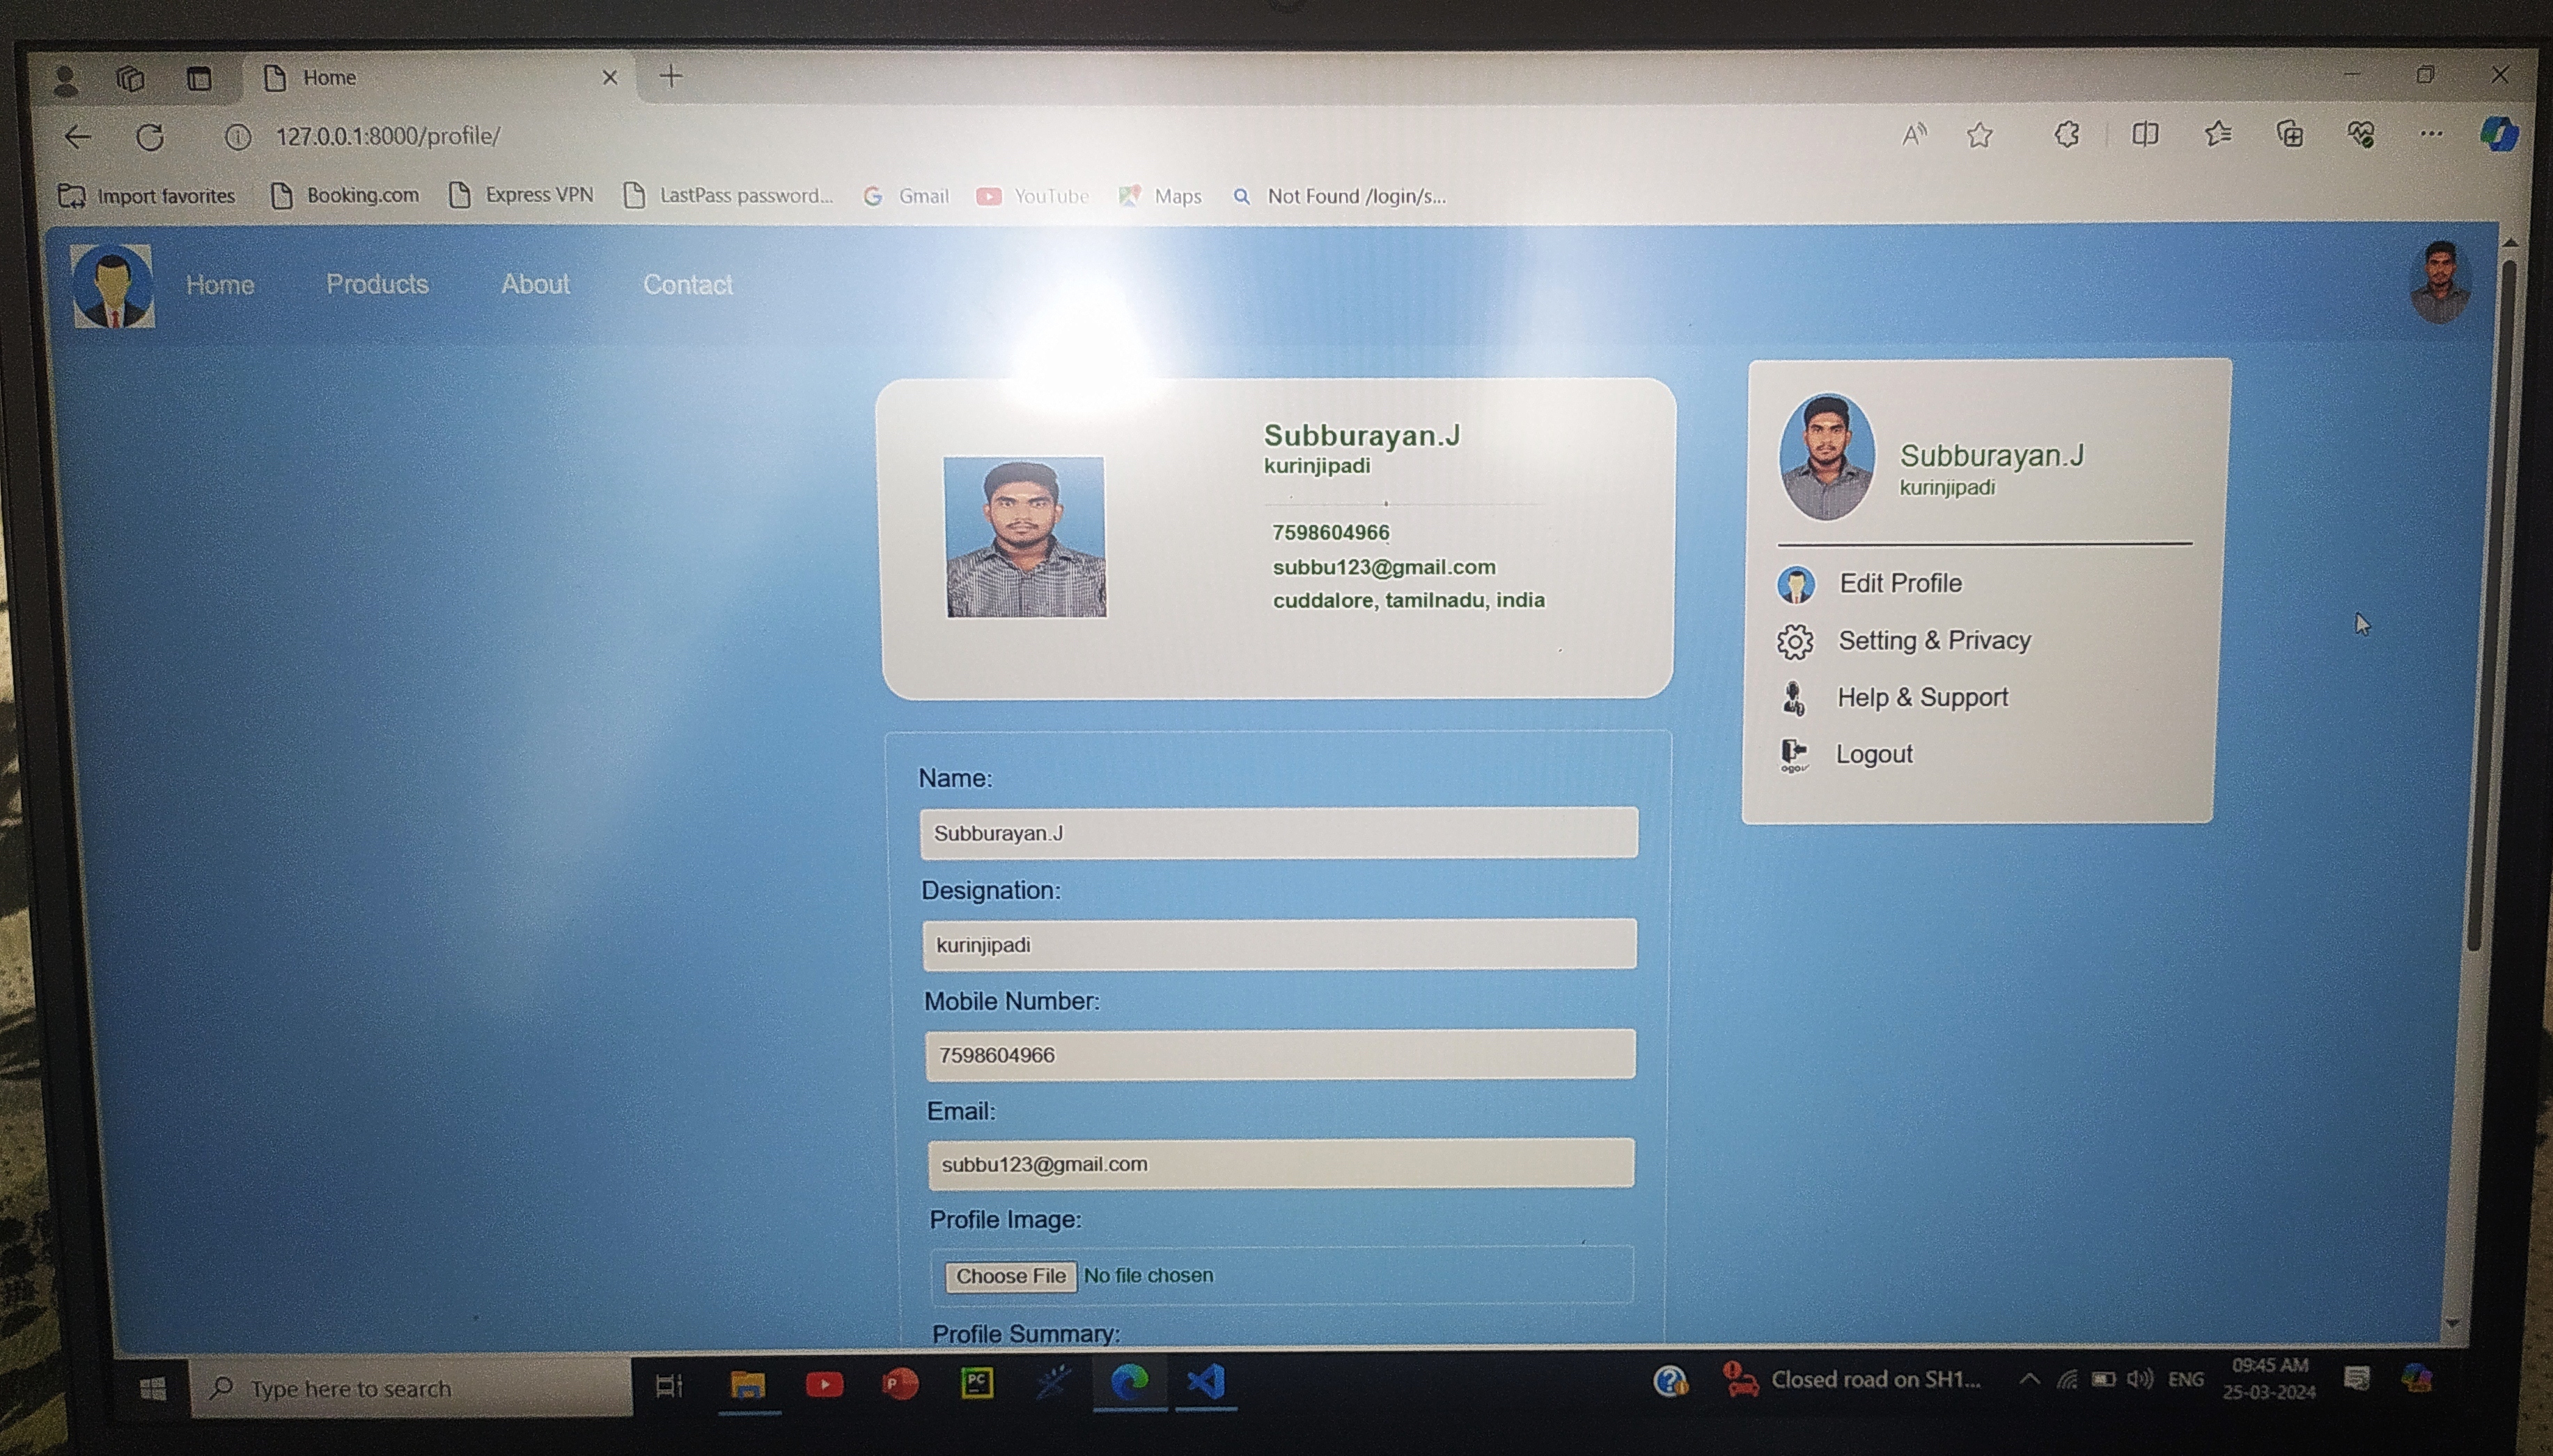 Home
127.0.0.1:8000/profile/
Import favorites Booking.com Express VPN LastPass password... Gmail YouTube Maps Not Found /login/s...
Home Products About Contact
Subburayan.J
kurinjipadi
7598604966
subbu123@gmail.com
cuddalore, tamilnadu, india
Subburayan.J
kurinjipadi
Edit Profile
Setting & Privacy
Help & Support
Logout
Name:
Subburayan.J
Designation:
kurinjipadi
Mobile Number:
7598604966
Email:
subbu123@gmail.com
Profile Image:
Choose File No file chosen
Profile Summary:
Type here to search
PC
P
Closed road on SH1...
ENG
09:45 AM
25-03-2024